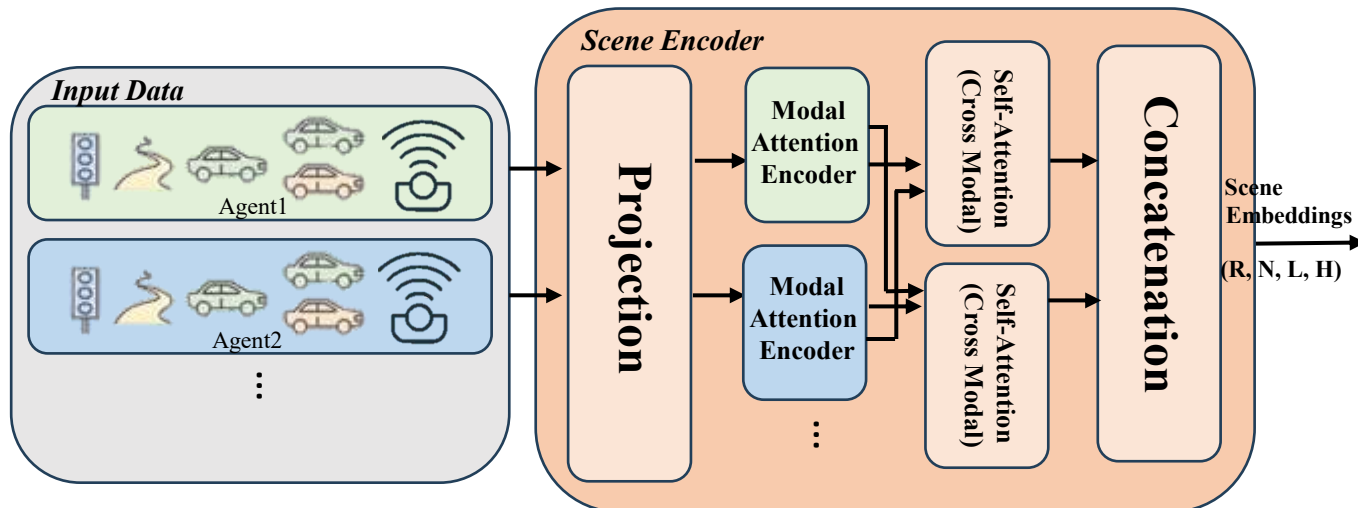 Input Data
Agent1
Agent2
...
Scene Encoder
Projection
Modal
Attention
Encoder
Modal
Attention
Encoder
...
Self-Attention
(Cross Modal)
Self-Attention
(Cross Modal)
Concatenation
Scene
Embeddings
(R, N, L, H)